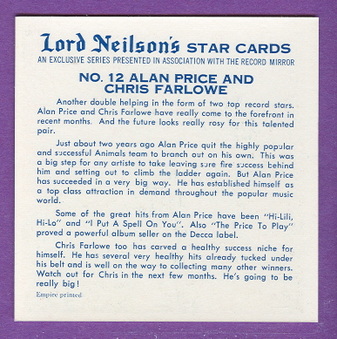 Lord Neilson's STAR CARDS
AN EXCLUSIVE SERIES PRESENTED IN ASSOCIATION WITH THE RECORD MIRROR
NO. 12 ALAN PRICE AND
CHRIS FARLOWE
Another double helping in the form of two top record stars.
Alan Price and Chris Farlowe have really come to the forefront in
recent months. And the future looks really rosy for this talented
pair.
Just about two years ago Alan Price quit the highly popular
and successful Animals team to branch out on his own. This was
a big step for any artiste to take leaving sure fire success behind
him and setting out to climb the ladder again. But Alan Price
has succeeded in a very big way. He has established himself as
a top class attraction in demand throughout the popular music
world.
Some of the great hits from Alan Price have been "Hi-Lili,
Hi-Lo" and "I Put A Spell On You". Also "The Price To Play"
proved a powerful album seller on the Decca label.
Chris Farlowe too has carved a healthy success niche for
himself. He has several very healthy hits already tucked under
his belt and is well on the way to collecting many other winners.
Watch out for Chris in the next few months. He's going to be
really big!
Empire printed